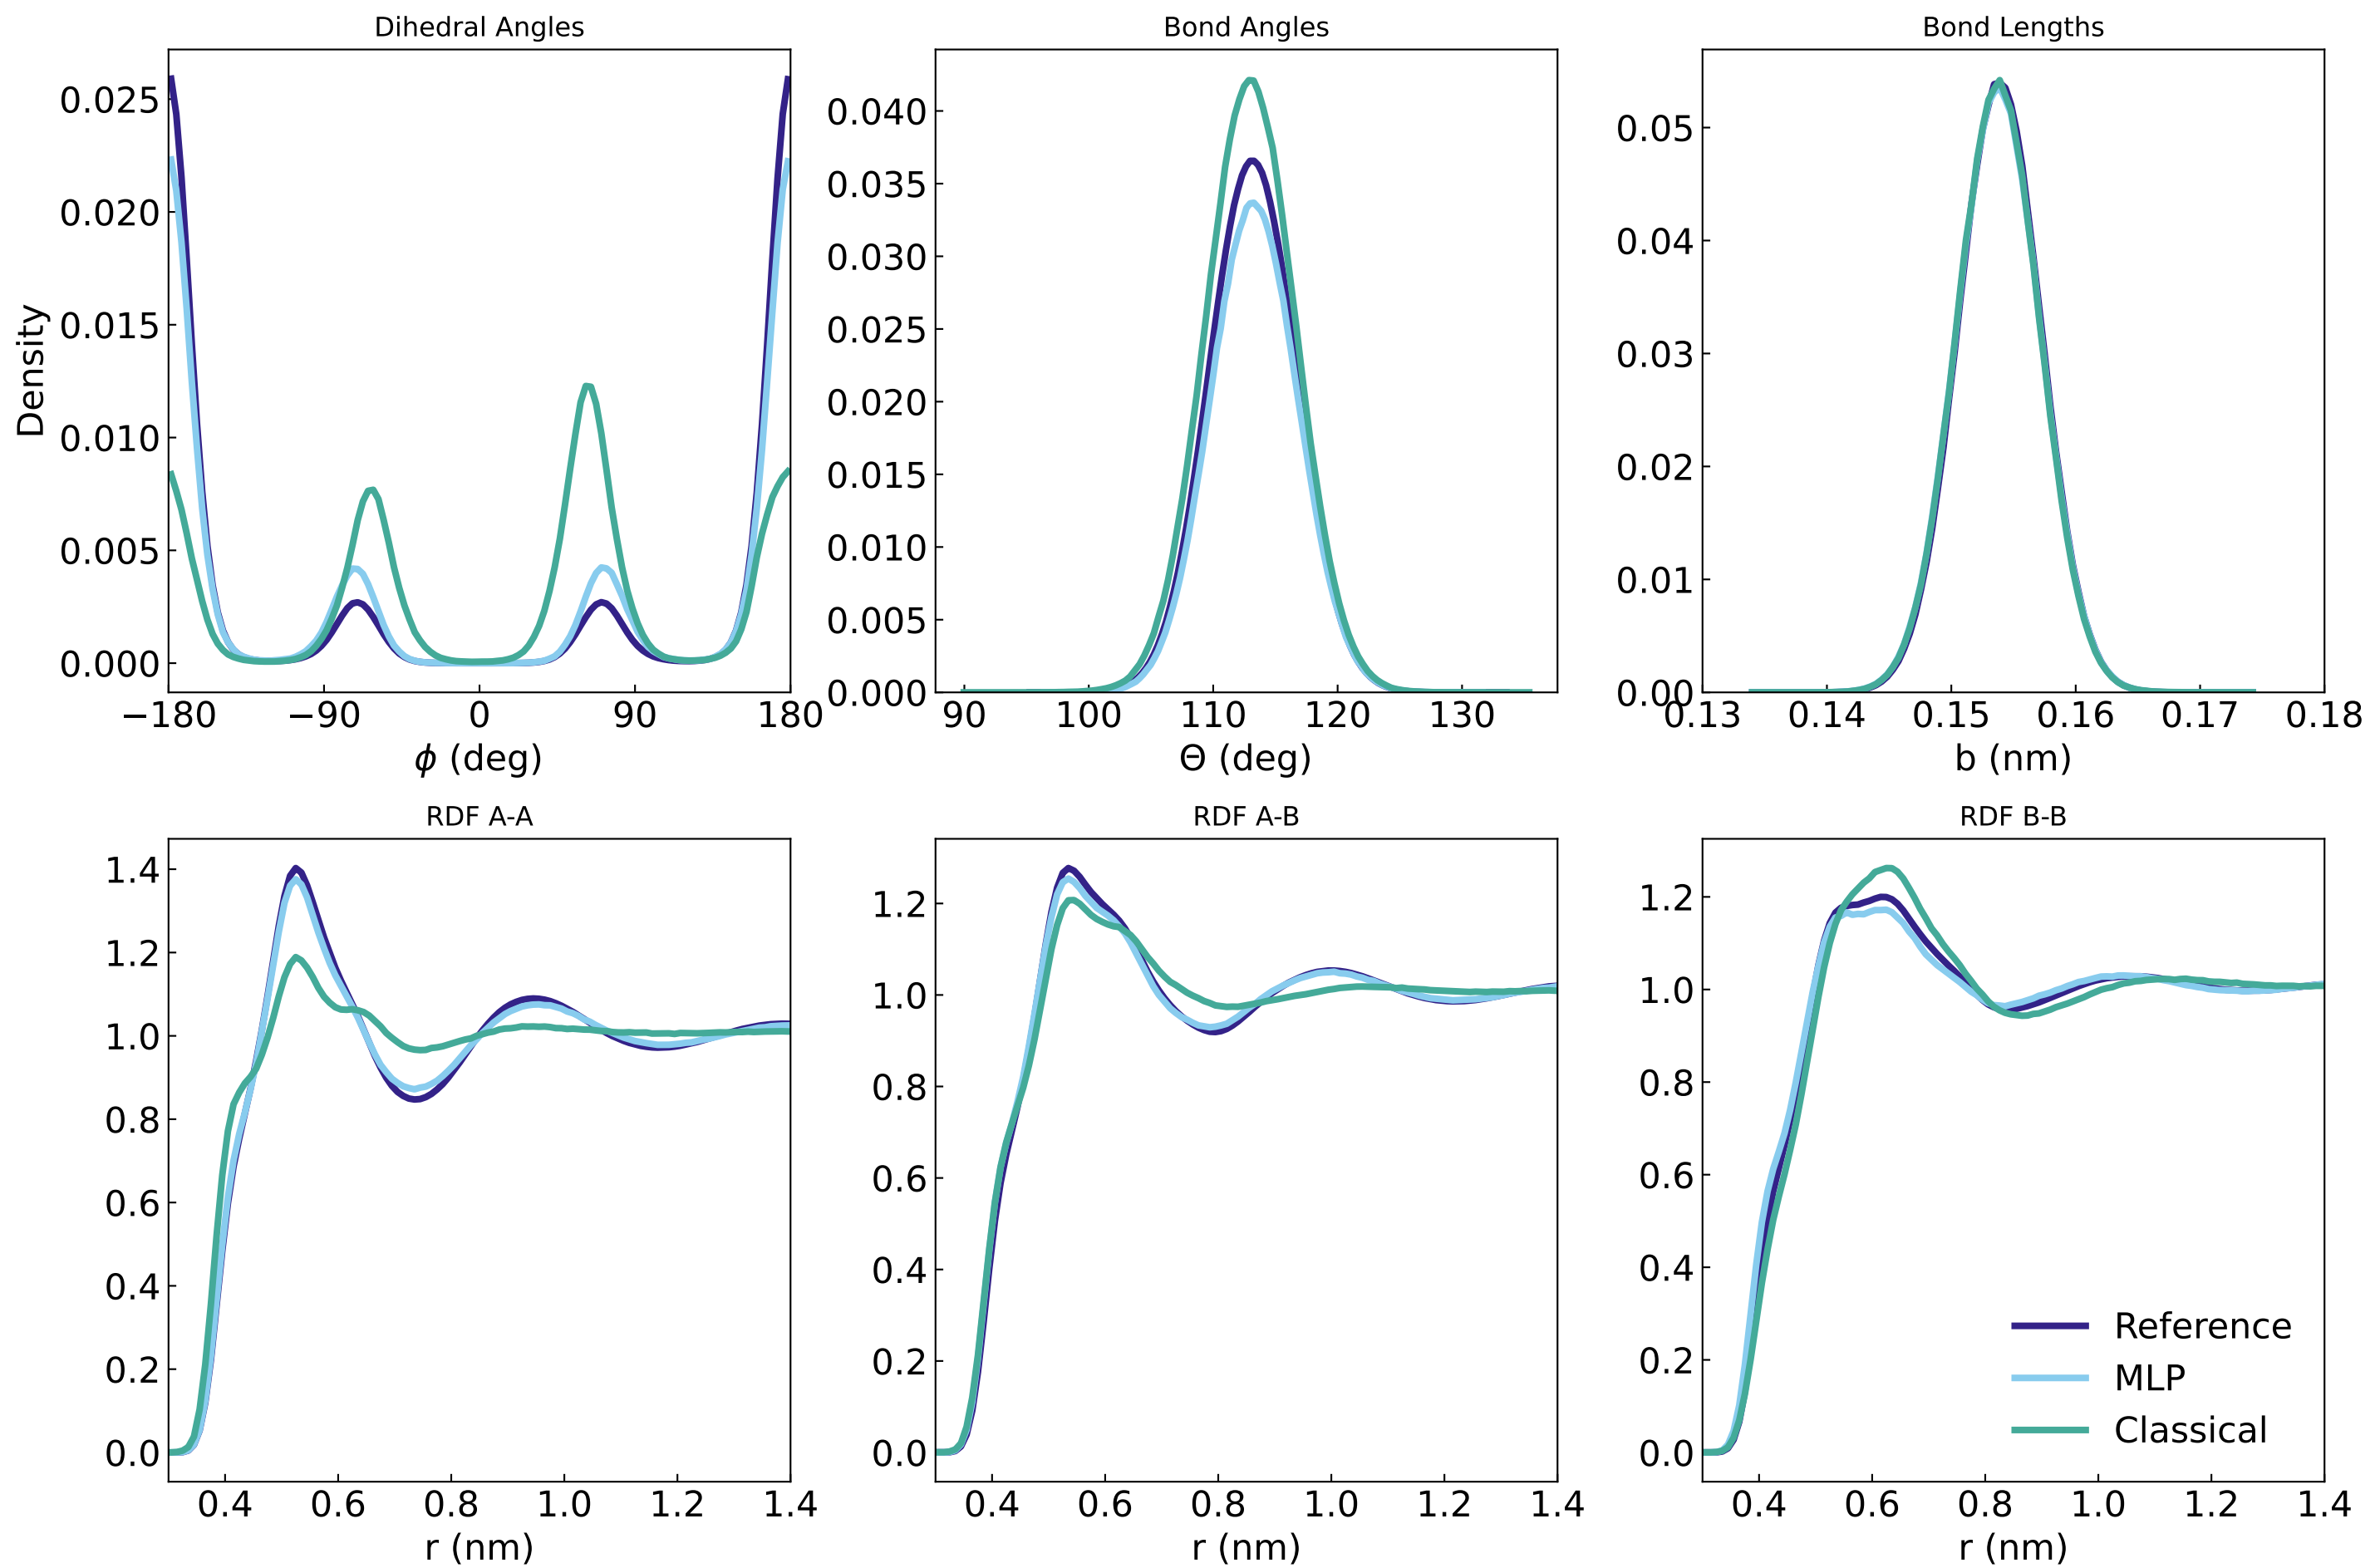 Dihedral Angles
Bond Angles
Bond Lengths
Density
0.025
0.020
0.015
0.010
0.005
0.000
−180 −90 0 90 180
ϕ (deg)
0.040
0.035
0.030
0.025
0.020
0.015
0.010
0.005
0.000
90 100 110 120 130
Θ (deg)
0.05
0.04
0.03
0.02
0.01
0.00
0.13 0.14 0.15 0.16 0.17 0.18
b (nm)
RDF A-A
1.4
1.2
1.0
0.8
0.6
0.4
0.2
0.0
0.4 0.6 0.8 1.0 1.2 1.4
r (nm)
RDF A-B
1.2
1.0
0.8
0.6
0.4
0.2
0.0
0.4 0.6 0.8 1.0 1.2 1.4
r (nm)
RDF B-B
1.2
1.0
0.8
0.6
0.4
0.2
0.0
Reference
MLP
Classical
0.4 0.6 0.8 1.0 1.2 1.4
r (nm)